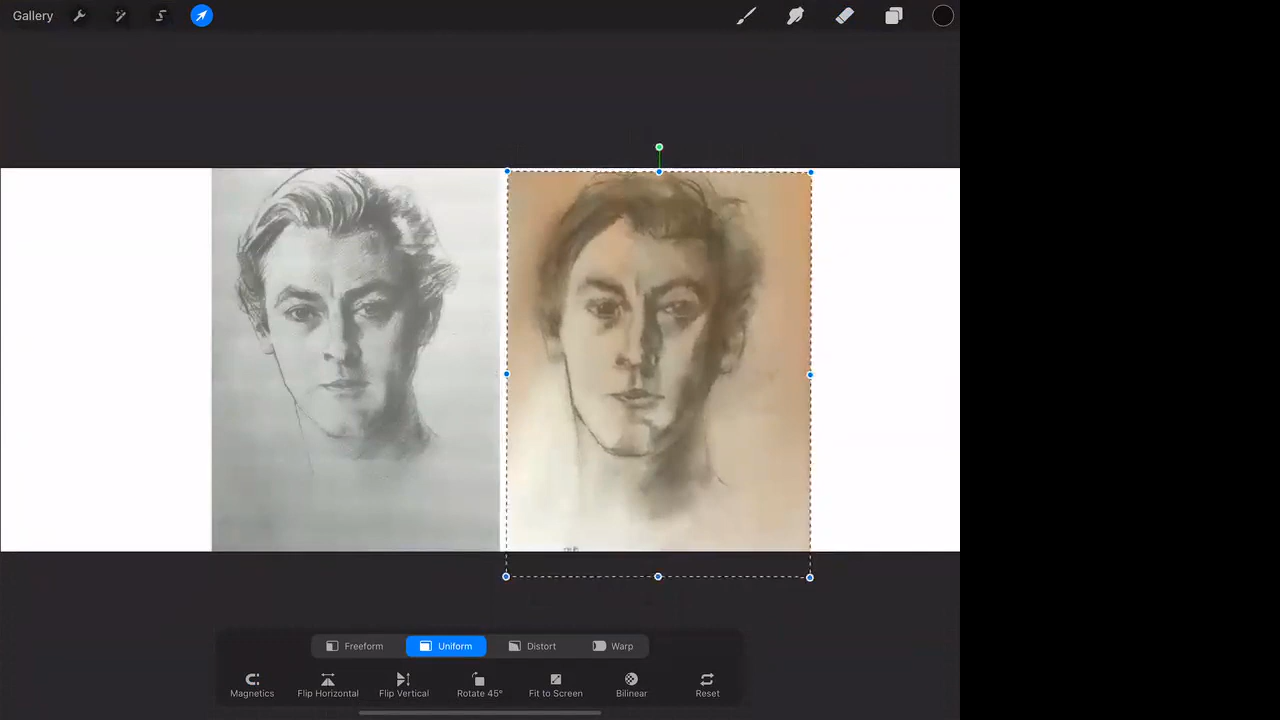 Gallery
Freeform Uniform Distort Warp
Magnetics Flip Horizontal Flip Vertical Rotate 45° Fit to Screen Bilinear Reset